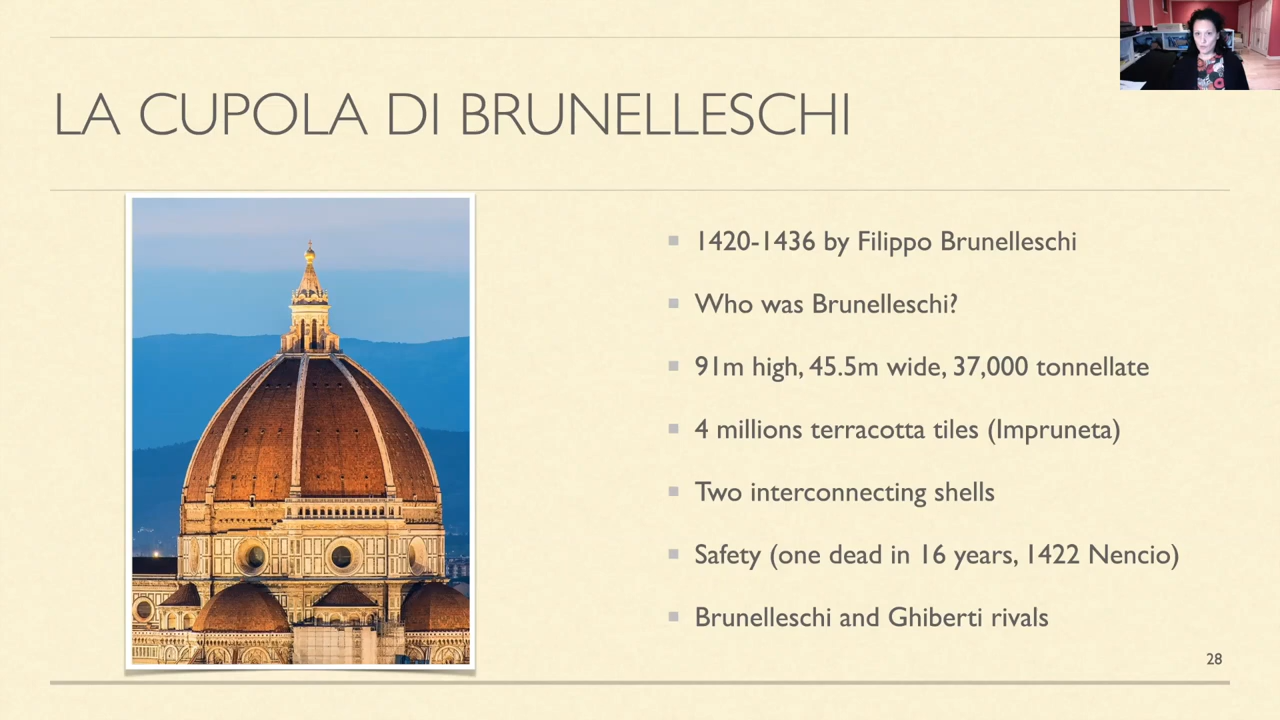 LA CUPOLA DI BRUNELLESCHI
1420-1436 by Filippo Brunelleschi
Who was Brunelleschi?
91m high, 45.5m wide, 37,000 tonnellate
4 millions terracotta tiles (Impruneta)
Two interconnecting shells
Safety (one dead in 16 years, 1422 Nencio)
Brunelleschi and Ghiberti rivals
28